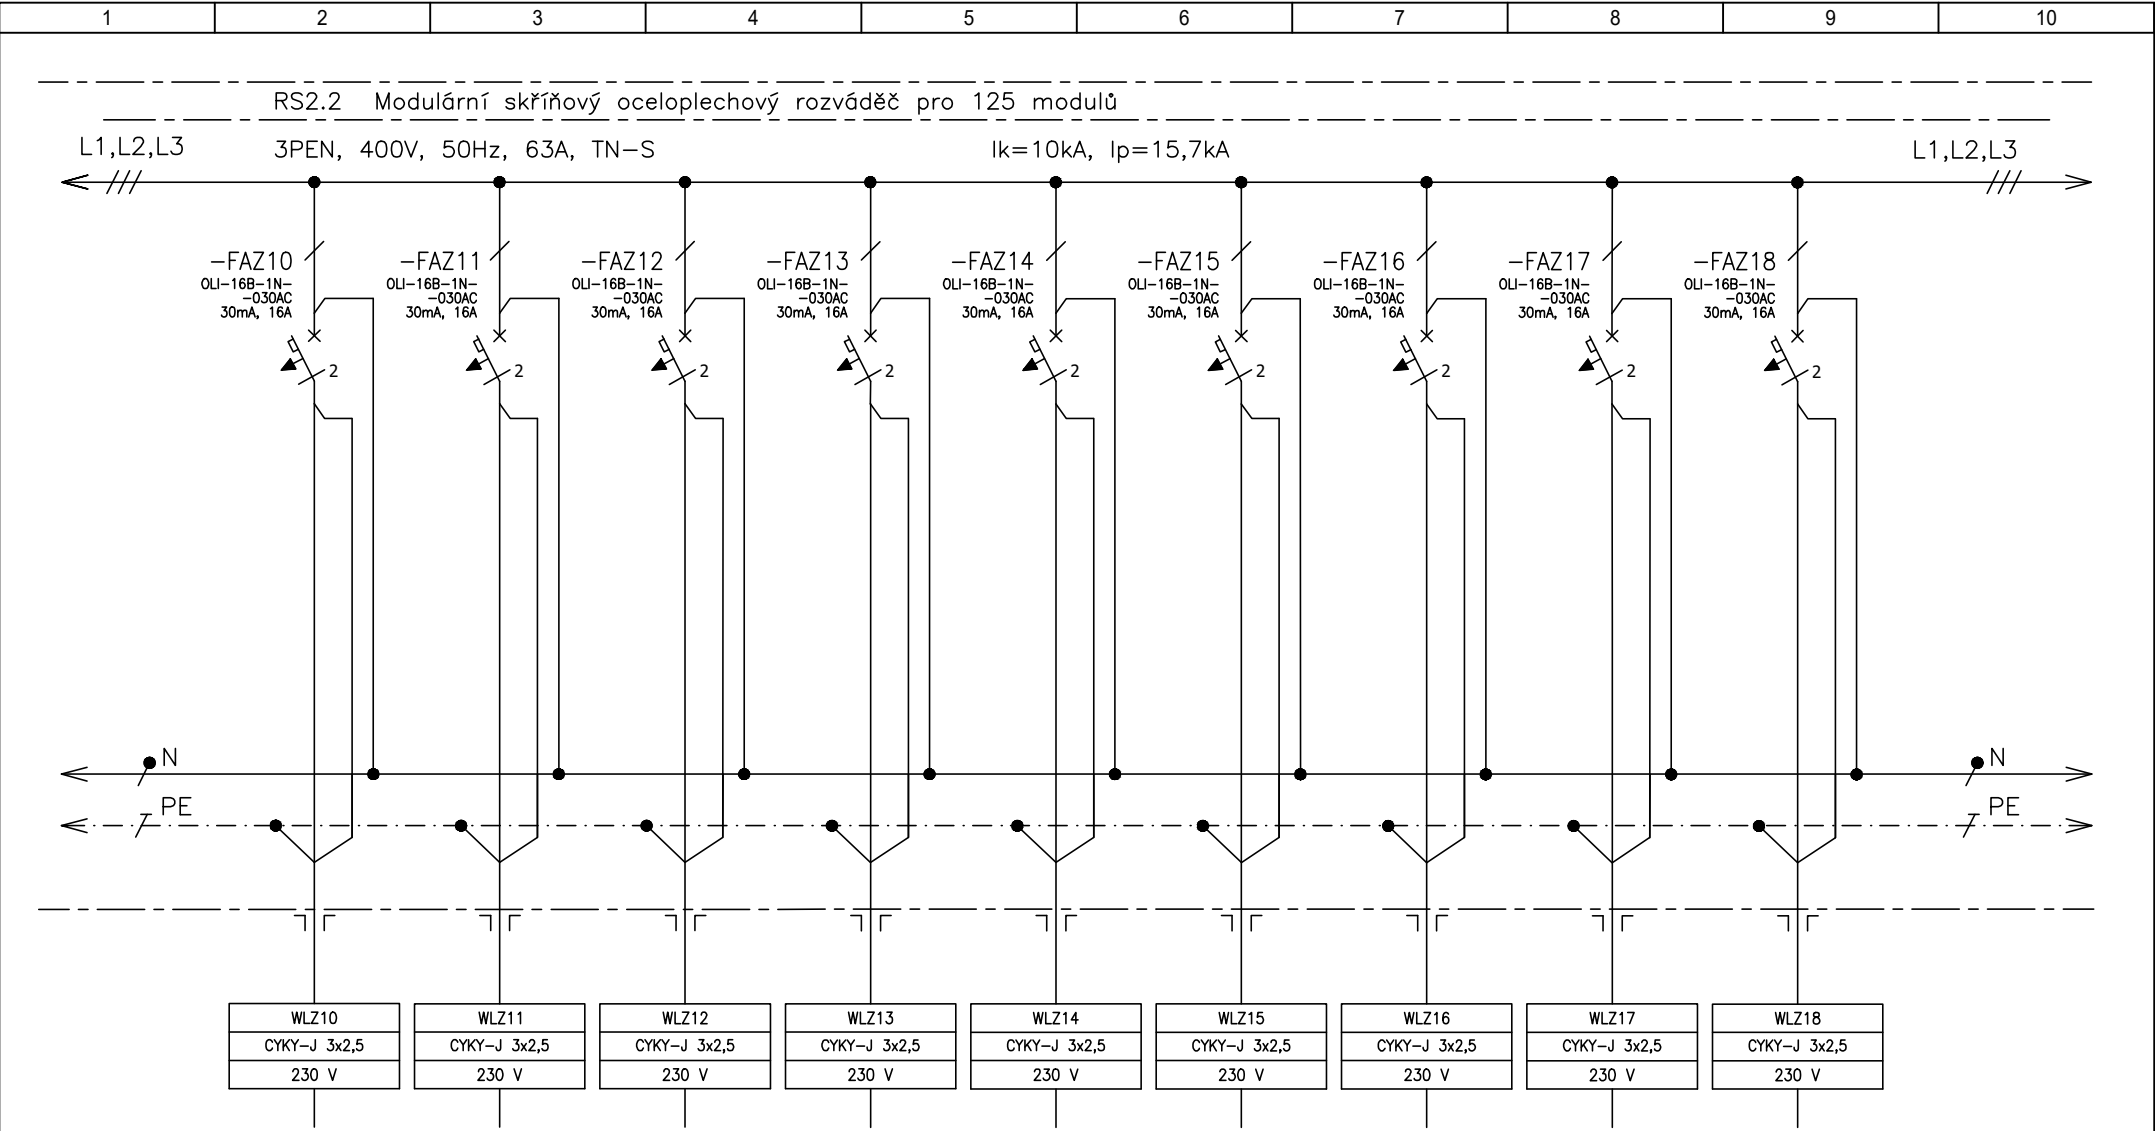 1 2 3 4 5 6 7 8 9 10
RS2.2 Modulární skříňový oceloplechový rozváděč pro 125 modulů
L1,L2,L3 3PEN, 400V, 50Hz, 63A, TN-S Ik=10kA, Ip=15,7kA L1,L2,L3
-FAZ10 -FAZ11 -FAZ12 -FAZ13 -FAZ14 -FAZ15 -FAZ16 -FAZ17 -FAZ18
OLI-16B-1N- OLI-16B-1N- OLI-16B-1N- OLI-16B-1N- OLI-16B-1N- OLI-16B-1N- OLI-16B-1N- OLI-16B-1N- OLI-16B-1N-
-030AC -030AC -030AC -030AC -030AC -030AC -030AC -030AC -030AC
30mA, 16A 30mA, 16A 30mA, 16A 30mA, 16A 30mA, 16A 30mA, 16A 30mA, 16A 30mA, 16A 30mA, 16A
2 2 2 2 2 2 2 2 2
N N
PE PE
WLZ10 WLZ11 WLZ12 WLZ13 WLZ14 WLZ15 WLZ16 WLZ17 WLZ18
CYKY-J 3x2,5 CYKY-J 3x2,5 CYKY-J 3x2,5 CYKY-J 3x2,5 CYKY-J 3x2,5 CYKY-J 3x2,5 CYKY-J 3x2,5 CYKY-J 3x2,5 CYKY-J 3x2,5
230 V 230 V 230 V 230 V 230 V 230 V 230 V 230 V 230 V